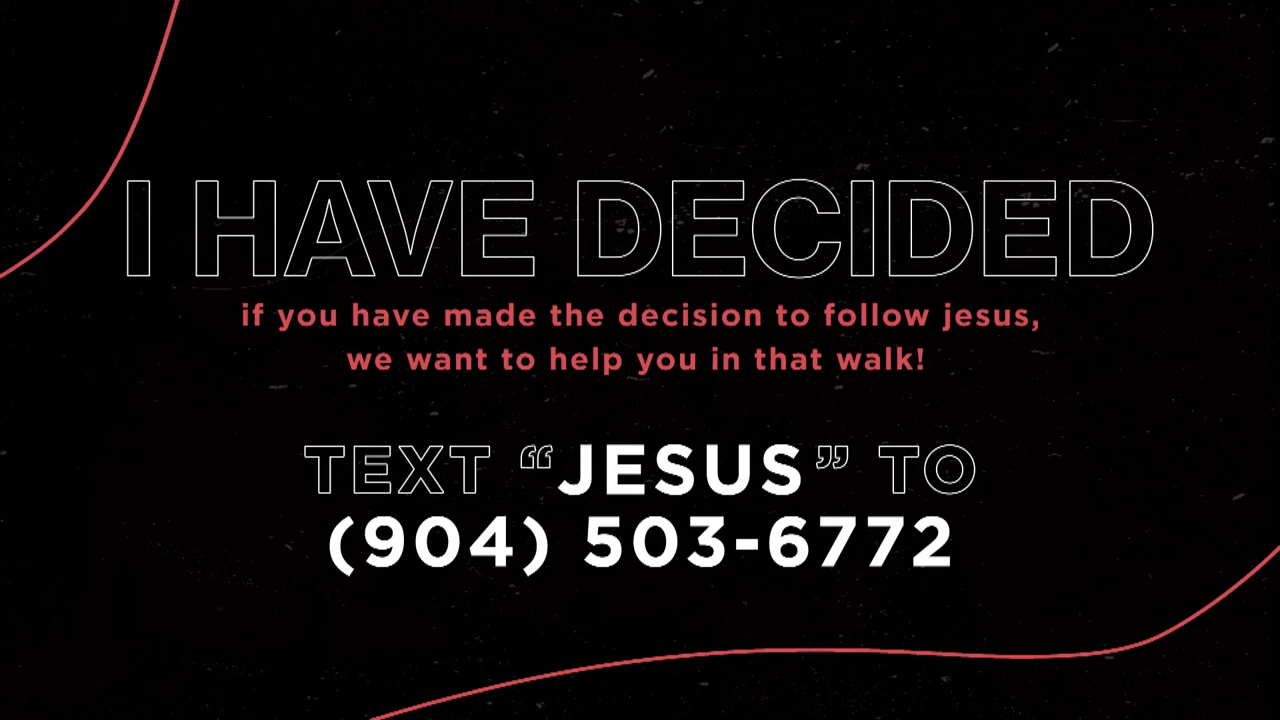 I HAVE DECIDED
if you have made the decision to follow jesus,
we want to help you in that walk!
TEXT “JESUS” TO
(904) 503-6772